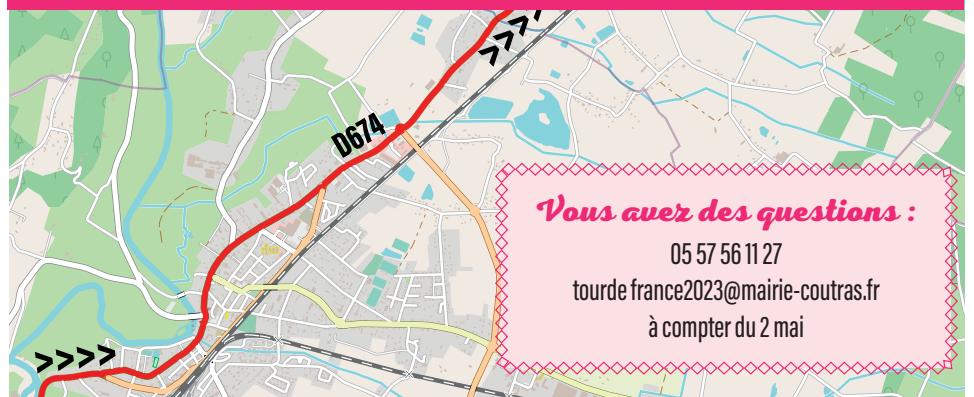 D674
>>>>
>>>>
Vous avez des questions :
05 57 56 11 27
tourde france2023@mairie-coutras.fr
à compter du 2 mai